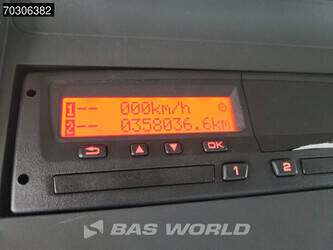 70306382
1 -- 000km/h
2 -- 0358036.6km
OK
1 2
BAS WORLD